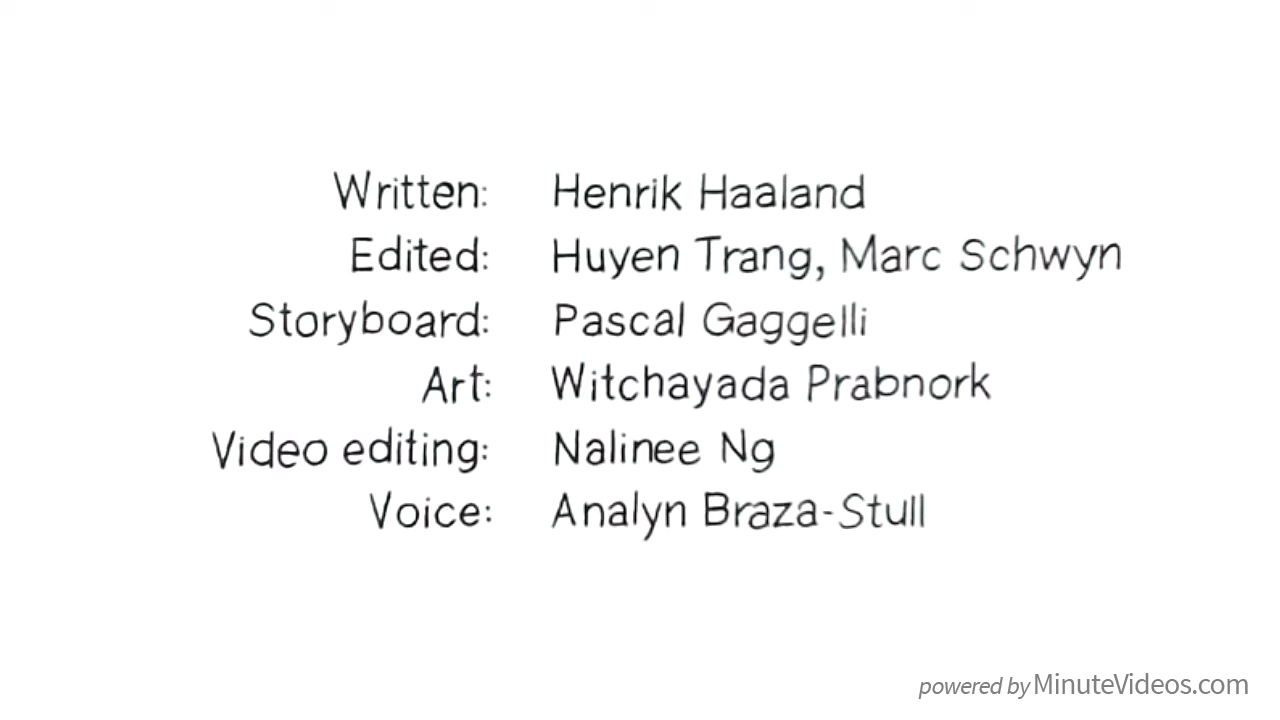 Written: Henrik Haaland
Edited: Huyen Trang, Marc Schwyn
Storyboard: Pascal Gaggelli
Art: Witchayada Prabnork
Video editing: Nalinee Ng
Voice: Analyn Braza-Stull
powered by MinuteVideos.com